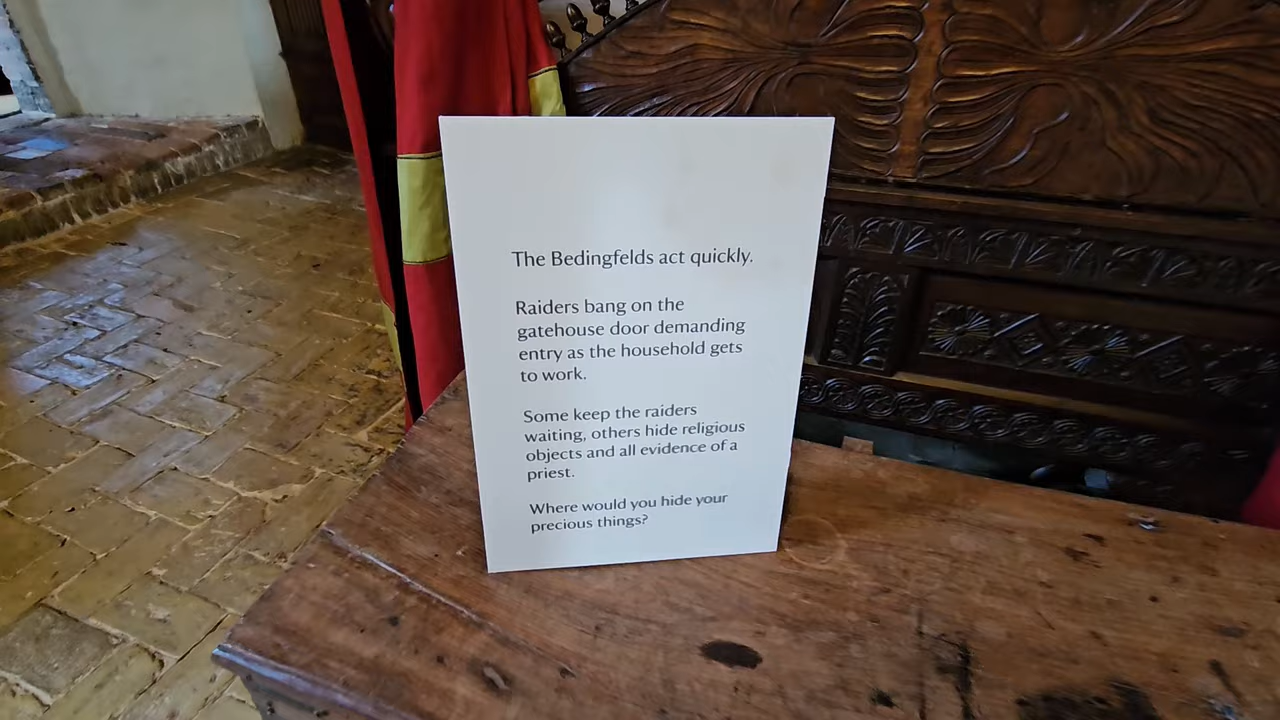 The Bedingfelds act quickly.
Raiders bang on the
gatehouse door demanding
entry as the household gets
to work.
Some keep the raiders
waiting, others hide religious
objects and all evidence of a
priest.
Where would you hide your
precious things?